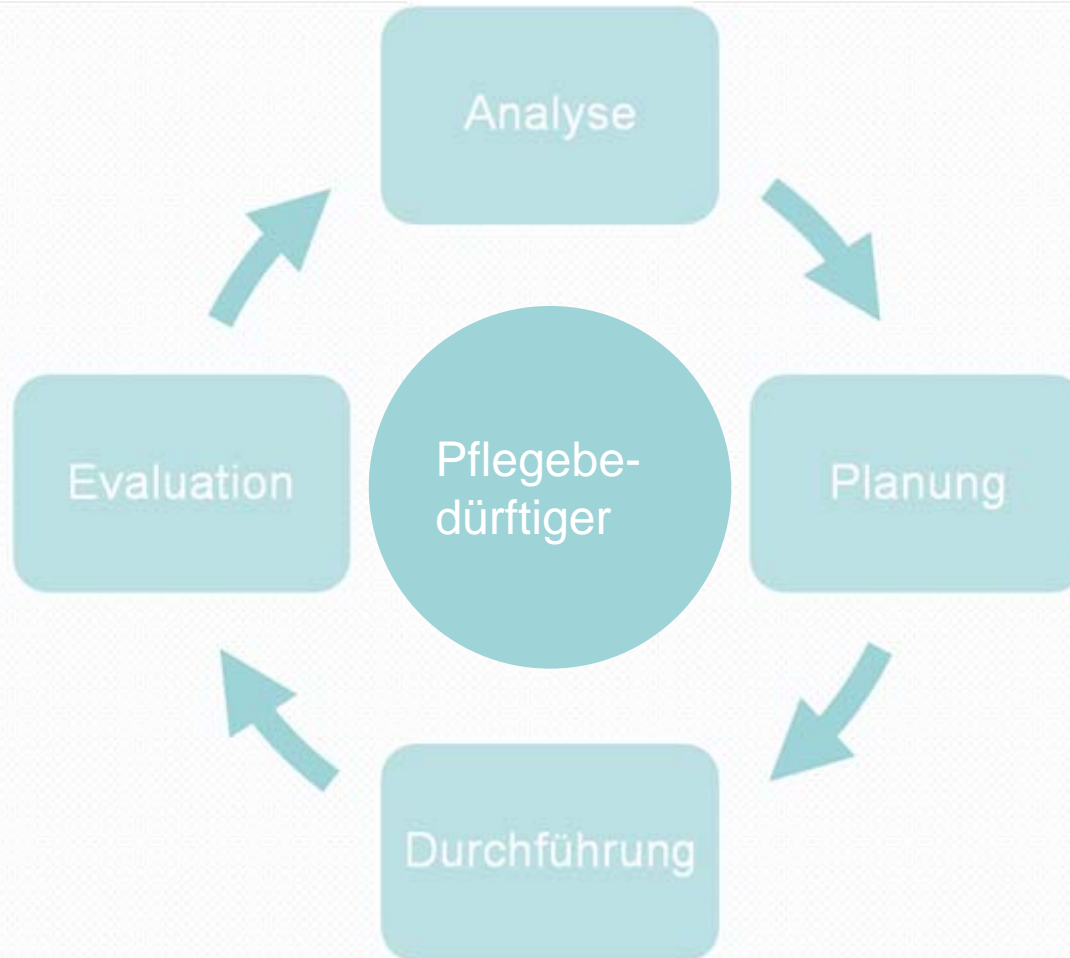 Analyse
Evaluation
Pflegebe-
dürftiger
Planung
Durchführung